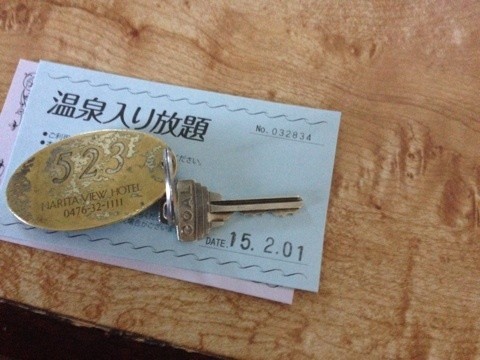 温泉入り放題
No. 032834
523
NARITA VIEW HOTEL
0476-32-1111
GOAL
DATE. 15. 2. 01